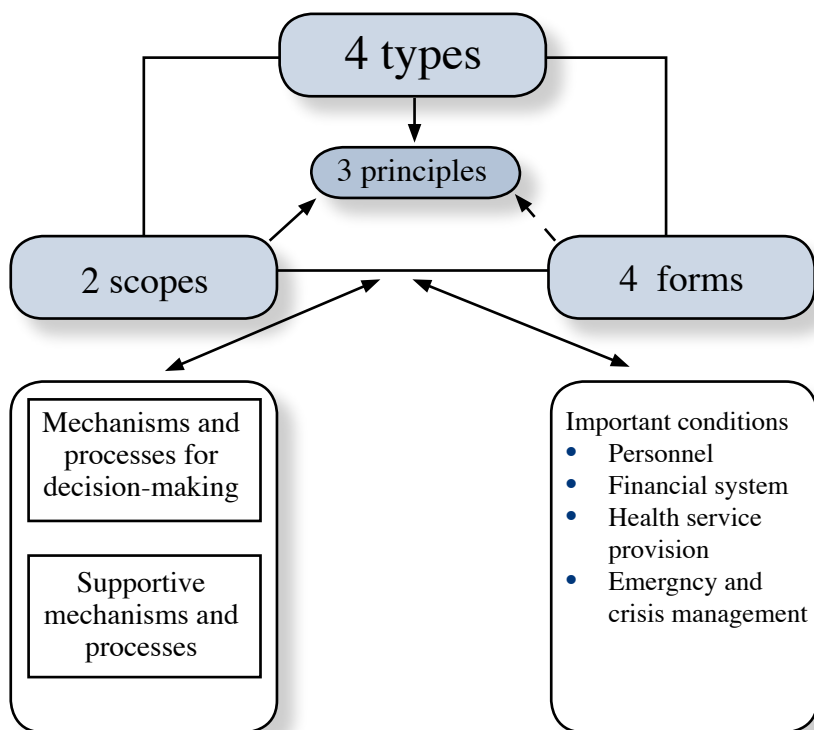 4 types
3 principles
2 scopes
4 forms
Mechanisms and
processes for
decision-making
Supportive
mechanisms and
processes
Important conditions
• Personnel
• Financial system
• Health service
provision
• Emergncy and
crisis management